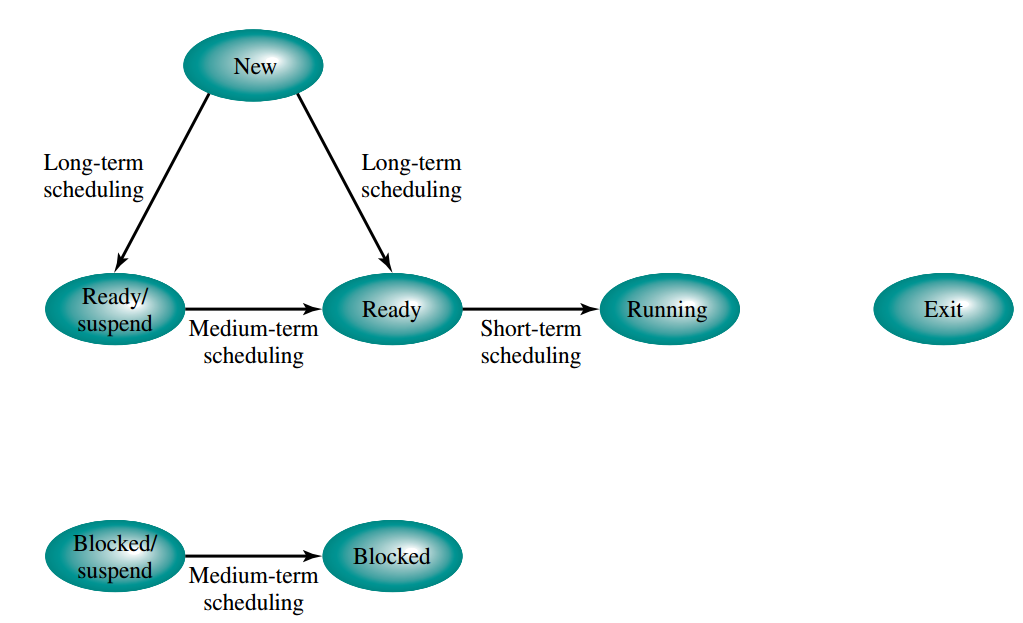 New
Long-term
scheduling
Long-term
scheduling
Ready/
suspend
Medium-term
scheduling
Ready
Short-term
scheduling
Running
Exit
Blocked/
suspend
Medium-term
scheduling
Blocked